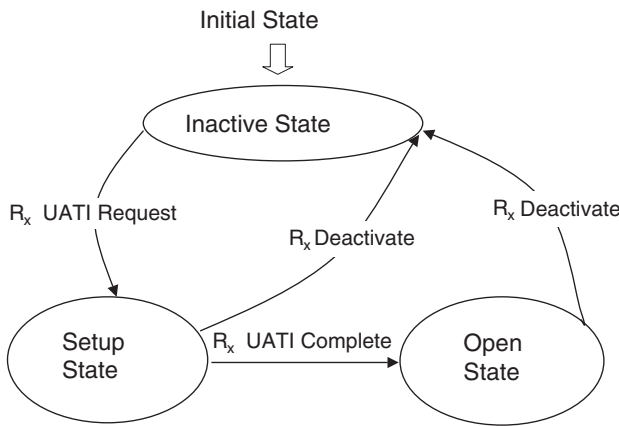 Initial State
Inactive State
Rx UATI Request
Rx Deactivate
Rx Deactivate
Setup
State
Rx UATI Complete
Open
State